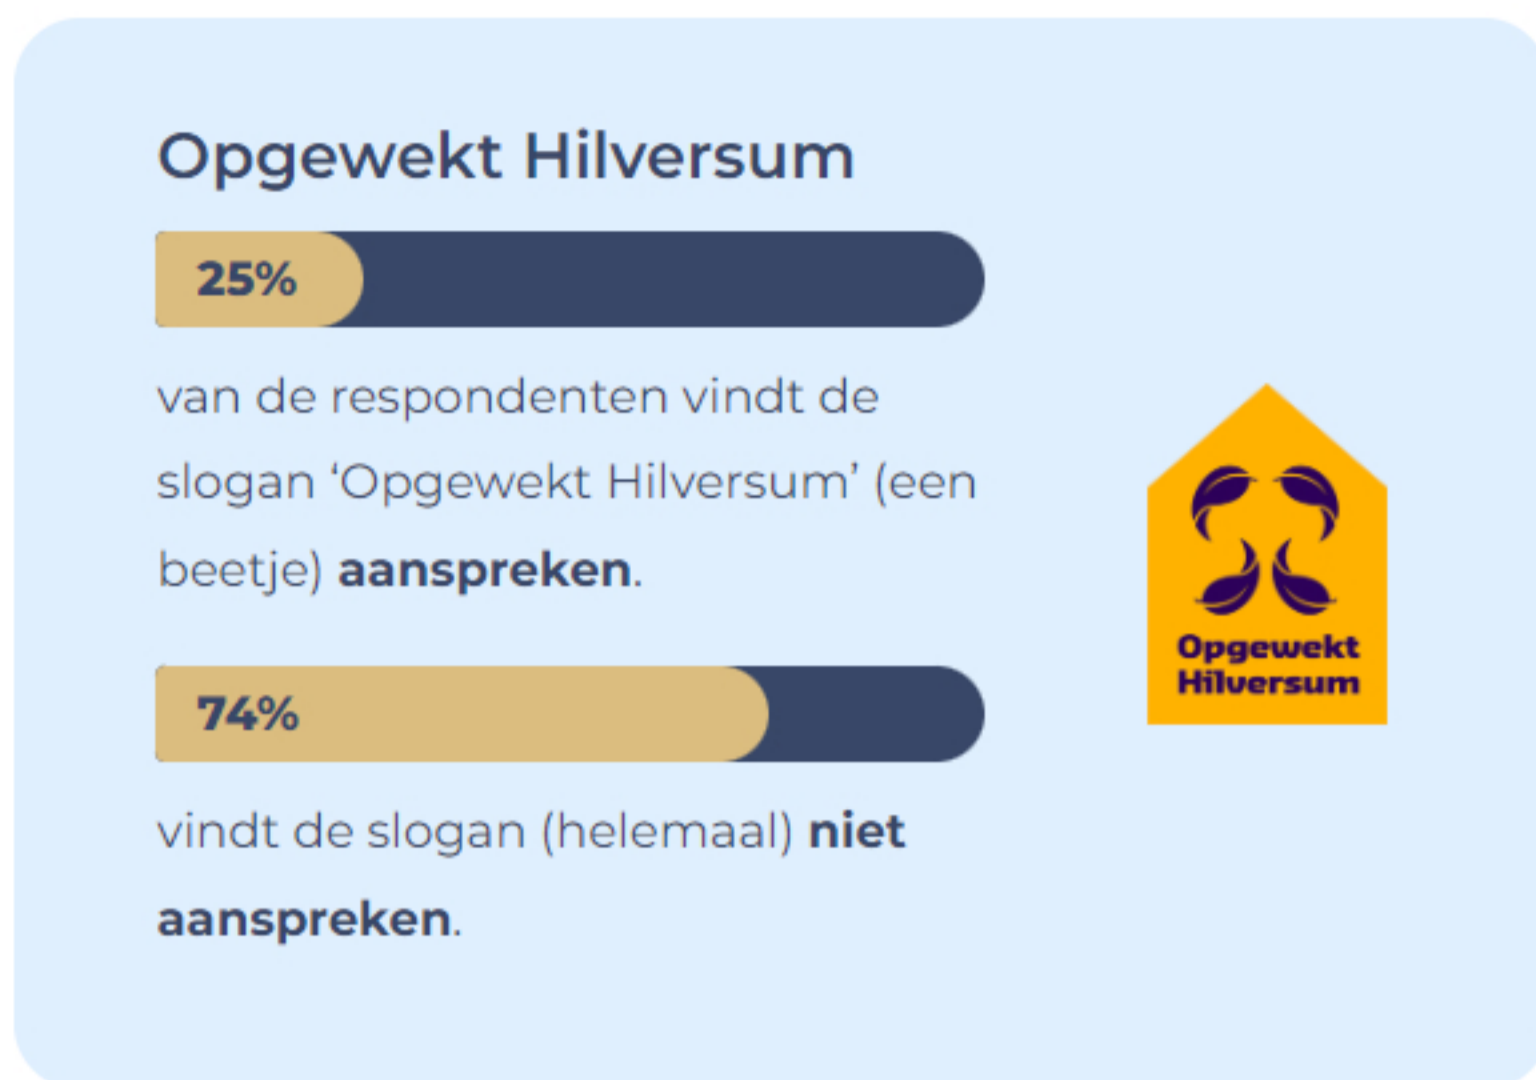 Opgewekt Hilversum
25%
van de respondenten vindt de
slogan ‘Opgewekt Hilversum’ (een
beetje) aanspreken.
74%
vindt de slogan (helemaal) niet
aanspreken.
Opgewekt
Hilversum